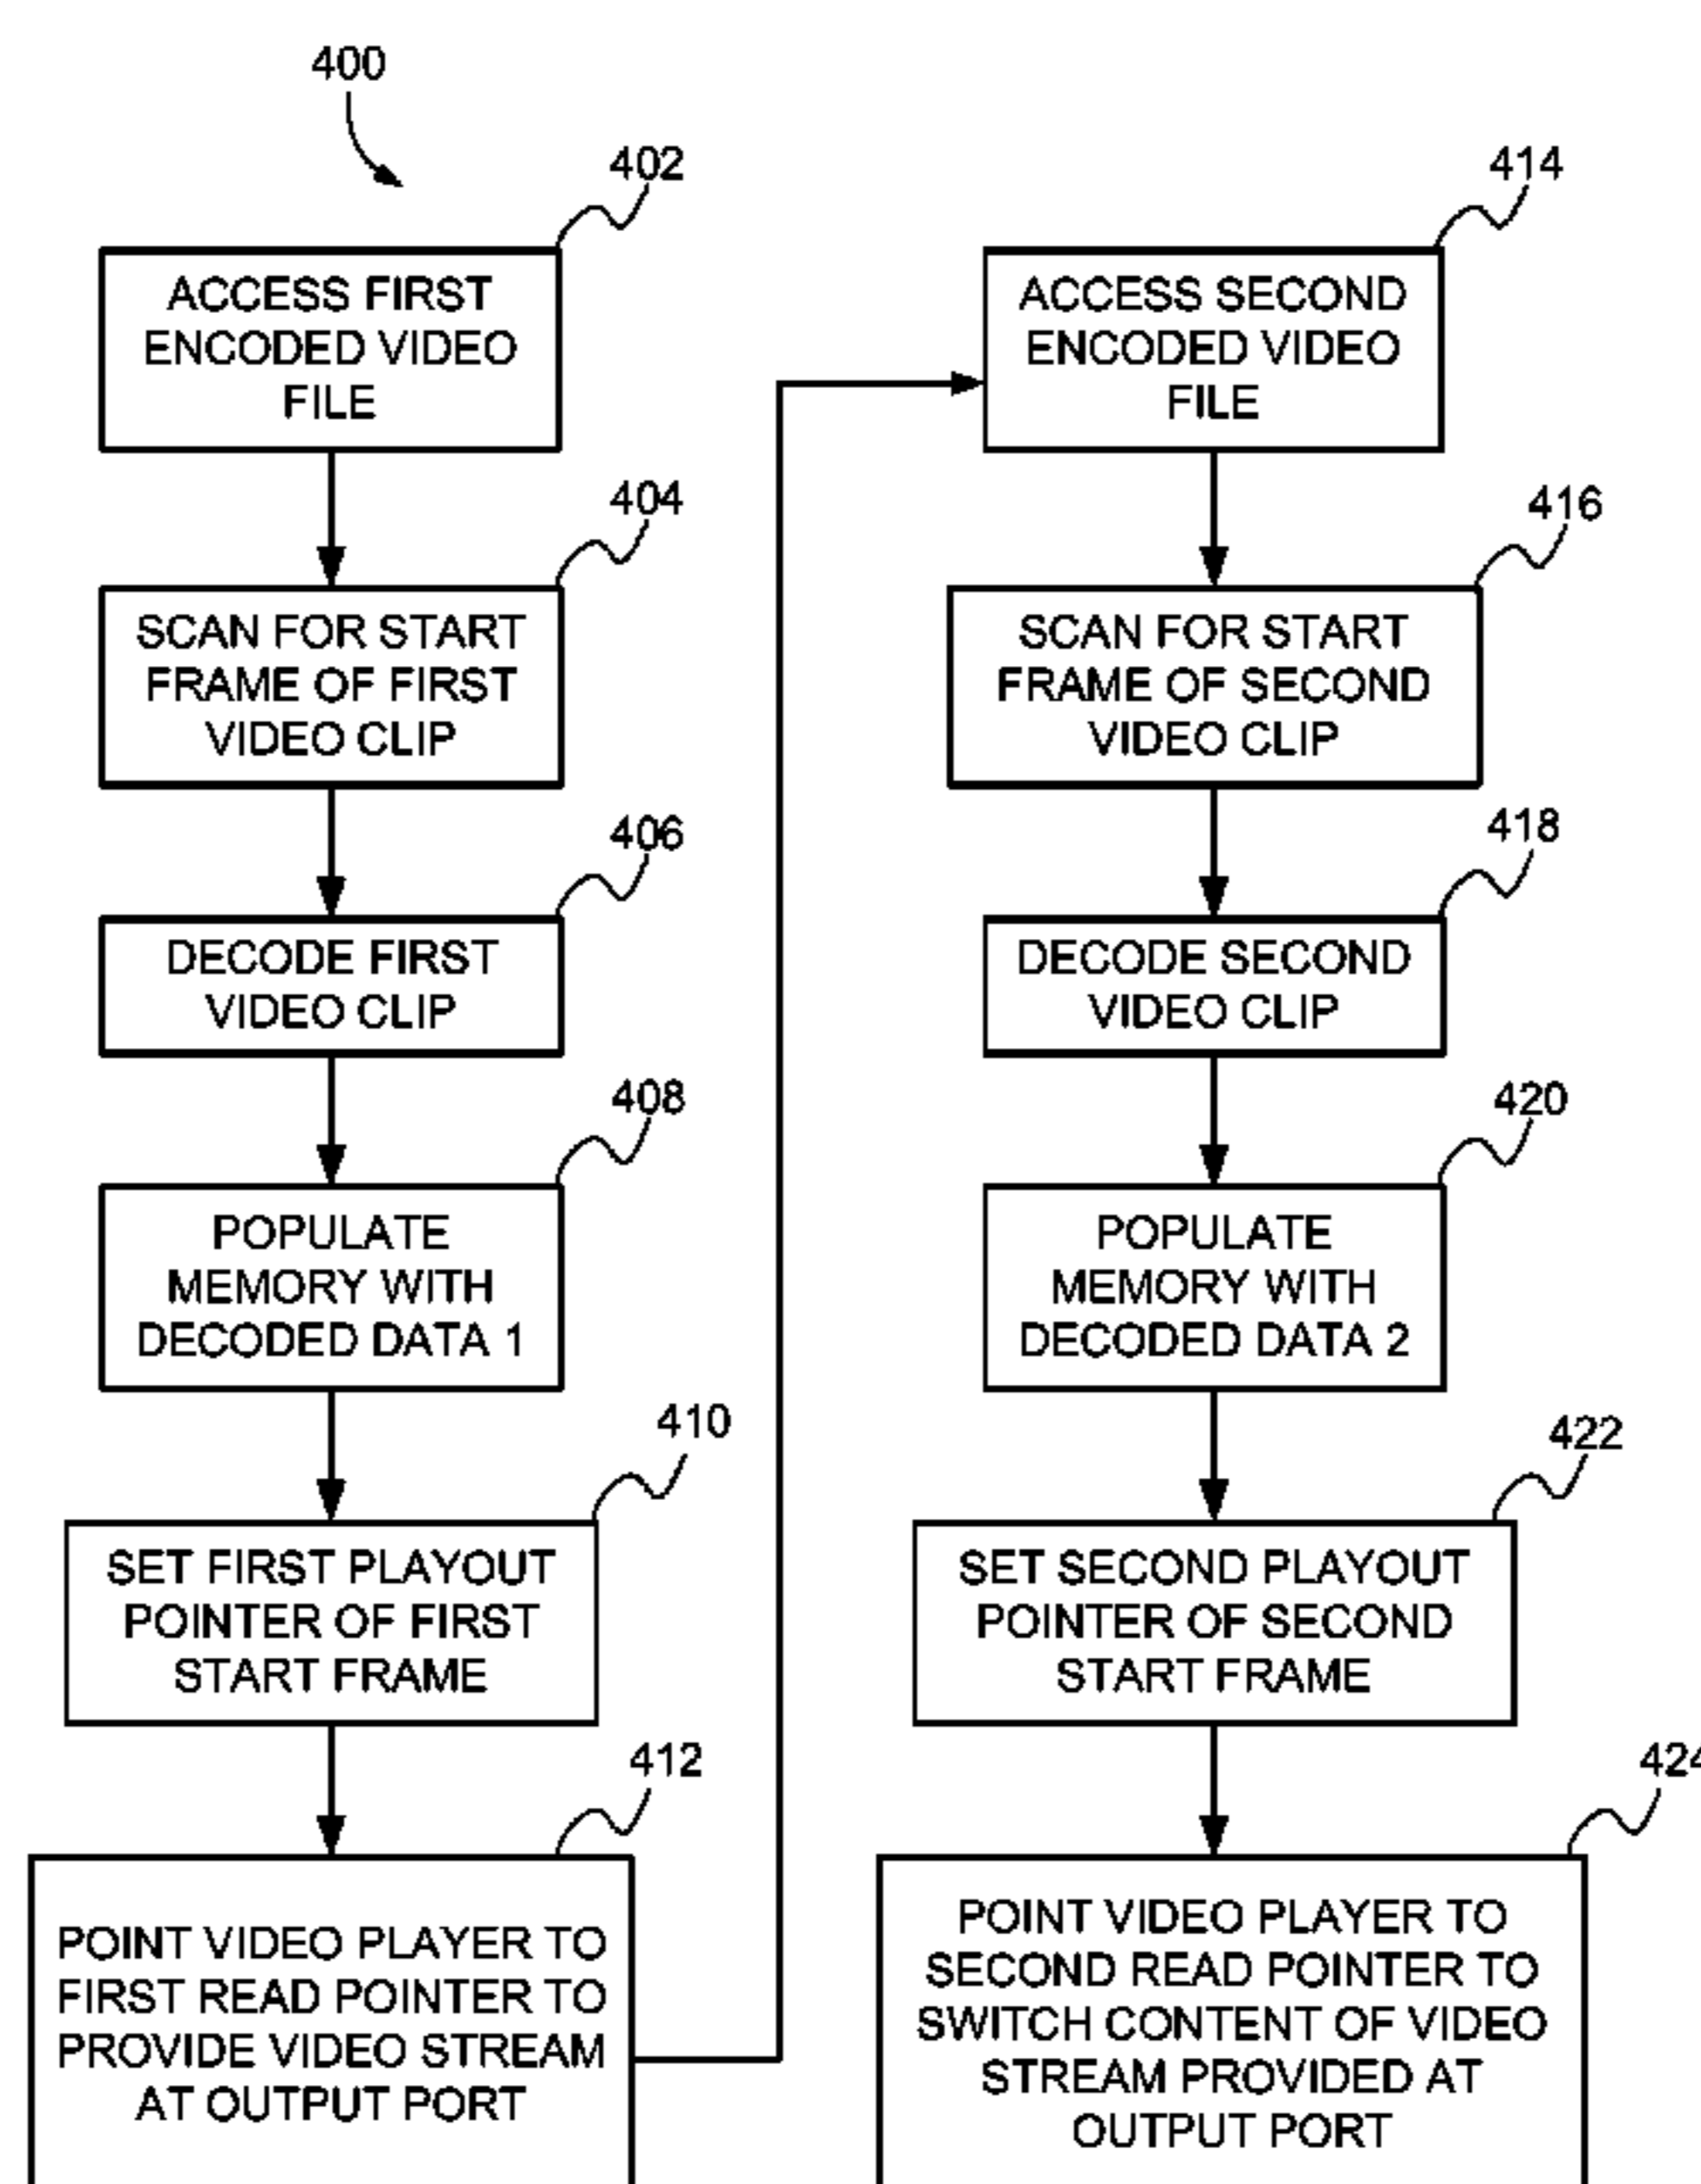 400
402
ACCESS FIRST
ENCODED VIDEO
FILE
404
SCAN FOR START
FRAME OF FIRST
VIDEO CLIP
406
DECODE FIRST
VIDEO CLIP
408
POPULATE
MEMORY WITH
DECODED DATA 1
410
SET FIRST PLAYOUT
POINTER OF FIRST
START FRAME
412
POINT VIDEO PLAYER TO
FIRST READ POINTER TO
PROVIDE VIDEO STREAM
AT OUTPUT PORT
414
ACCESS SECOND
ENCODED VIDEO
FILE
416
SCAN FOR START
FRAME OF SECOND
VIDEO CLIP
418
DECODE SECOND
VIDEO CLIP
420
POPULATE
MEMORY WITH
DECODED DATA 2
422
SET SECOND PLAYOUT
POINTER OF SECOND
START FRAME
424
POINT VIDEO PLAYER TO
SECOND READ POINTER TO
SWITCH CONTENT OF VIDEO
STREAM PROVIDED AT
OUTPUT PORT